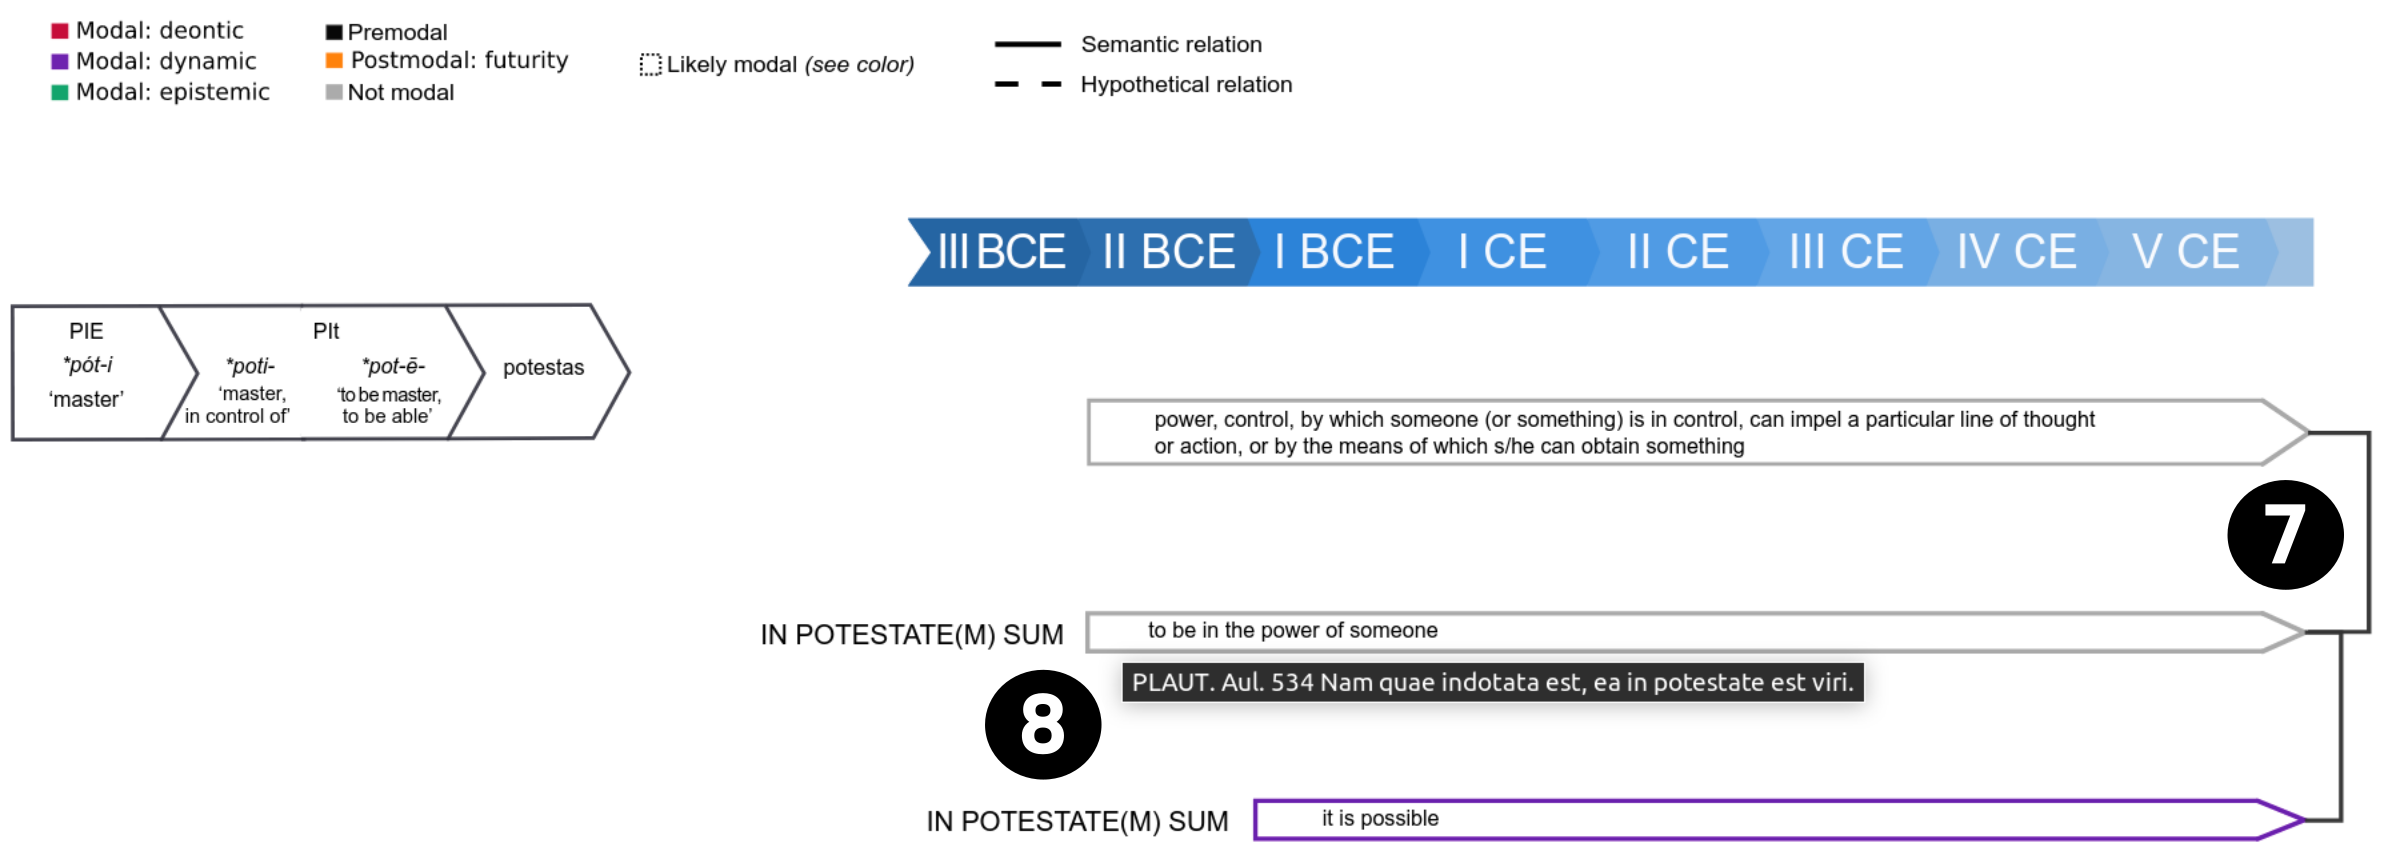 Modal: deontic
Modal: dynamic
Modal: epistemic
Premodal
Postmodal: futurity
Not modal
Likely modal (see color)
Semantic relation
Hypothetical relation
III BCE II BCE I BCE I CE II CE III CE IV CE V CE
PIE
*pót-i
‘master’
PIt
*poti-
‘master,
in control of’
*pot-ē-
‘to be master,
to be able’
potestas
power, control, by which someone (or something) is in control, can impel a particular line of thought
or action, or by the means of which s/he can obtain something
7
IN POTESTATE(M) SUM
to be in the power of someone
PLAUT. Aul. 534 Nam quae indotata est, ea in potestate est viri.
8
IN POTESTATE(M) SUM
it is possible